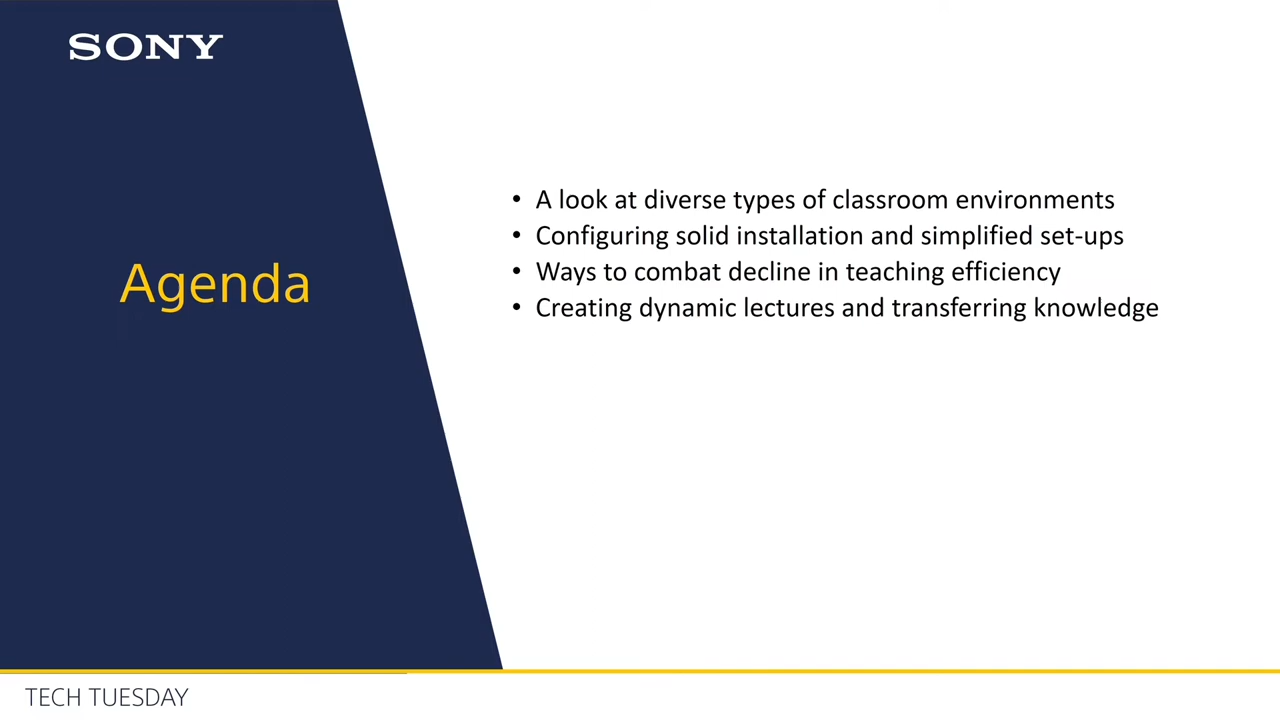 SONY
Agenda
• A look at diverse types of classroom environments
• Configuring solid installation and simplified set-ups
• Ways to combat decline in teaching efficiency
• Creating dynamic lectures and transferring knowledge
TECH TUESDAY